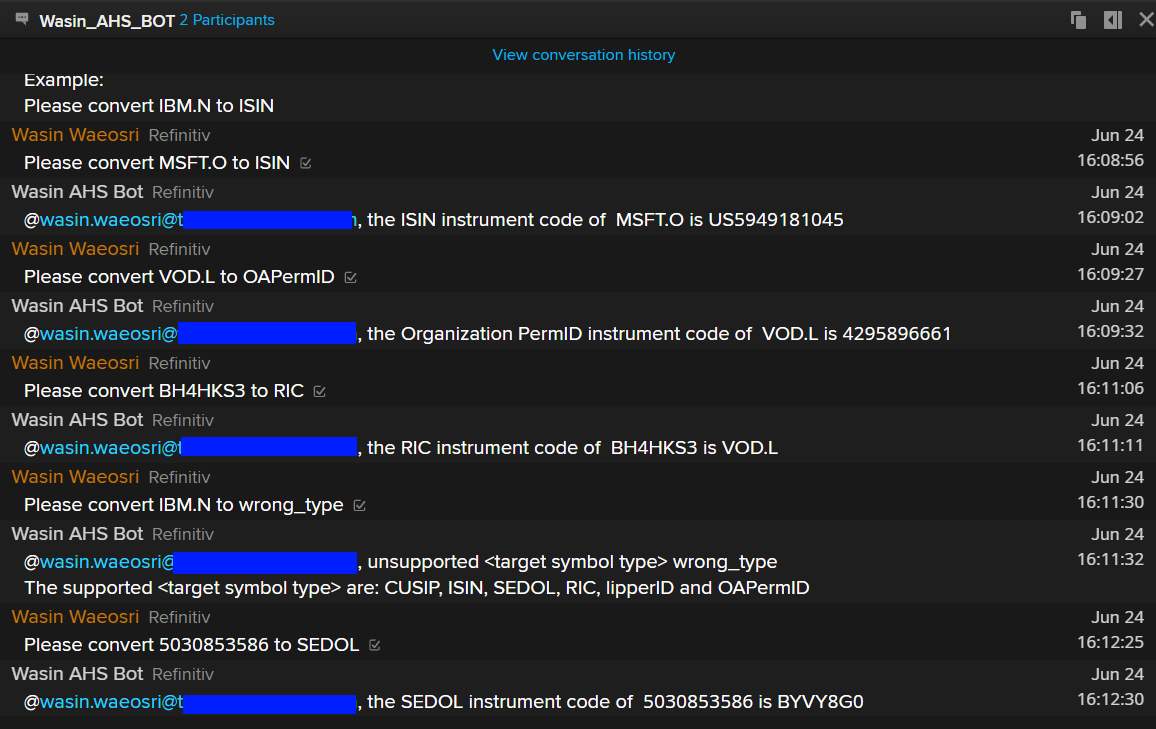 Wasin_AHS_BOT 2 Participants
View conversation history
Example:
Please convert IBM.N to ISIN
Wasin Waeosri Refinitiv Jun 24
Please convert MSFT.O to ISIN 16:08:56
Wasin AHS Bot Refinitiv Jun 24
@wasin.waeosri@t , the ISIN instrument code of MSFT.O is US5949181045 16:09:02
Wasin Waeosri Refinitiv Jun 24
Please convert VOD.L to OAPermID 16:09:27
Wasin AHS Bot Refinitiv Jun 24
@wasin.waeosri@ , the Organization PermID instrument code of VOD.L is 4295896661 16:09:32
Wasin Waeosri Refinitiv Jun 24
Please convert BH4HKS3 to RIC 16:11:06
Wasin AHS Bot Refinitiv Jun 24
@wasin.waeosri@t , the RIC instrument code of BH4HKS3 is VOD.L 16:11:11
Wasin Waeosri Refinitiv Jun 24
Please convert IBM.N to wrong_type 16:11:30
Wasin AHS Bot Refinitiv Jun 24
@wasin.waeosri@ , unsupported <target symbol type> wrong_type 16:11:32
The supported <target symbol type> are: CUSIP, ISIN, SEDOL, RIC, lipperID and OAPermID
Wasin Waeosri Refinitiv Jun 24
Please convert 5030853586 to SEDOL 16:12:25
Wasin AHS Bot Refinitiv Jun 24
@wasin.waeosri@t , the SEDOL instrument code of 5030853586 is BYVY8G0 16:12:30